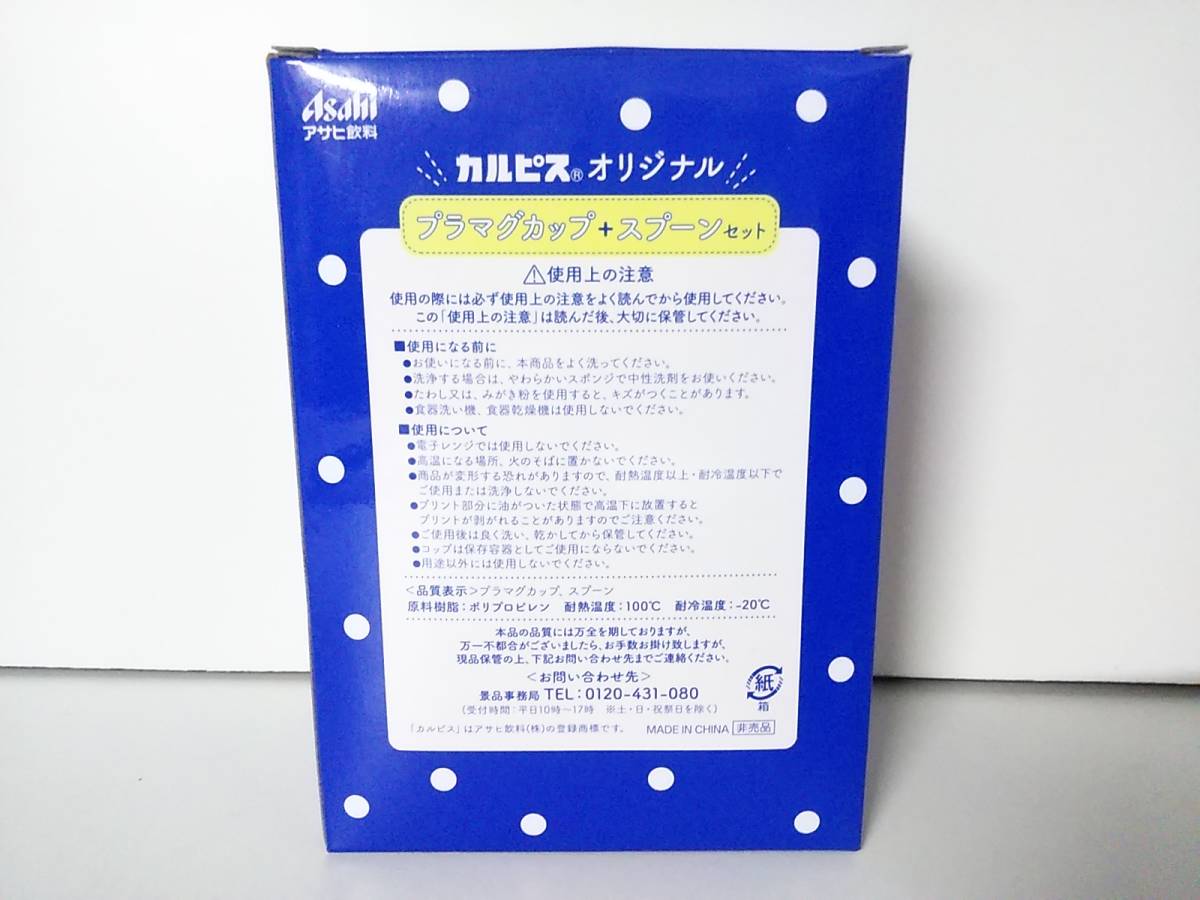 Asahi
アサヒ飲料
カルピス® オリジナル
プラマグカップ+スプーンセット
⚠使用上の注意
使用の際には必ず使用上の注意をよく読んでから使用してください。
この「使用上の注意」は読んだ後、大切に保管してください。
■使用になる前に
●お使いになる前に、本商品をよく洗ってください。
●洗浄する場合は、やわらかいスポンジで中性洗剤をお使いください。
●たわし又は、みがき粉を使用すると、キズがつくことがあります。
●食器洗い機、食器乾燥機は使用しないでください。
■使用について
●電子レンジでは使用しないでください。
●高温になる場所、火のそばに置かないでください。
●商品が変形する恐れがありますので、耐熱温度以上・耐冷温度以下で
ご使用または洗浄しないでください。
●プリント部分に油がついた状態で高温下に放置すると
プリントが剥がれることがありますのでご注意ください。
●ご使用後は良く洗い、乾かしてから保管してください。
●コップは保存容器としてご使用にならないでください。
●用途以外には使用しないでください。
<品質表示>プラマグカップ、スプーン
原料樹脂:ポリプロピレン 耐熱温度:100℃ 耐冷温度:-20℃
本品の品質には万全を期しておりますが、
万一不都合がございましたら、お手数お掛け致しますが、
現品保管の上、下記お問い合わせ先までご連絡ください。
<お問い合わせ先>
景品事務局 TEL:0120-431-080
(受付時間:平日10時〜17時 ※土・日・祝祭日を除く)
紙
箱
「カルピス」はアサヒ飲料(株)の登録商標です。 MADE IN CHINA 非売品